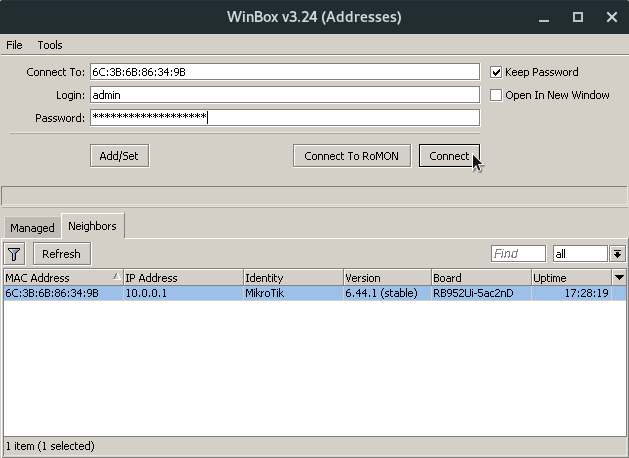 WinBox v3.24 (Addresses)
File Tools
Connect To: 6C:3B:6B:86:34:9B
Keep Password
Login: admin
Open In New Window
Password: *******************
Add/Set Connect To RoMON Connect
Managed Neighbors
Refresh Find all
MAC Address IP Address Identity Version Board Uptime
6C:3B:6B:86:34:9B 10.0.0.1 MikroTik 6.44.1 (stable) RB952Ui-5ac2nD 17:28:19
1 item (1 selected)